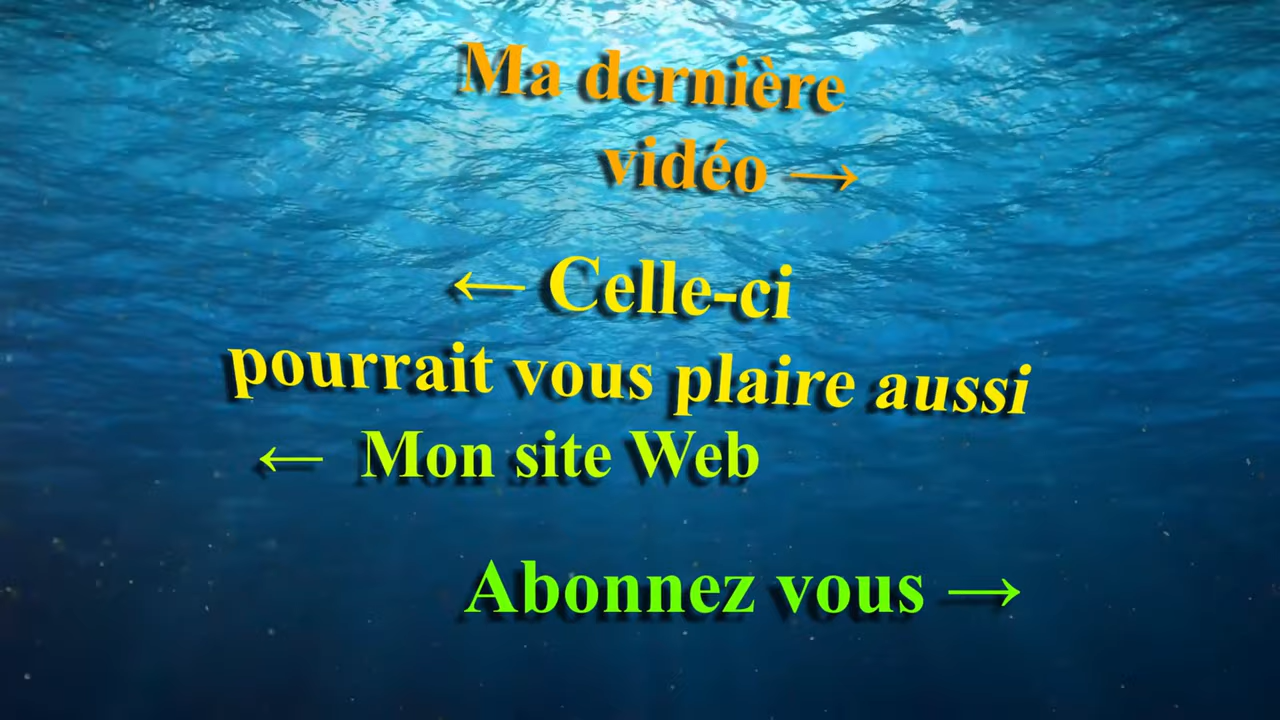 Ma dernière
vidéo →
← Celle-ci
pourrait vous plaire aussi
← Mon site Web
Abonnez vous →